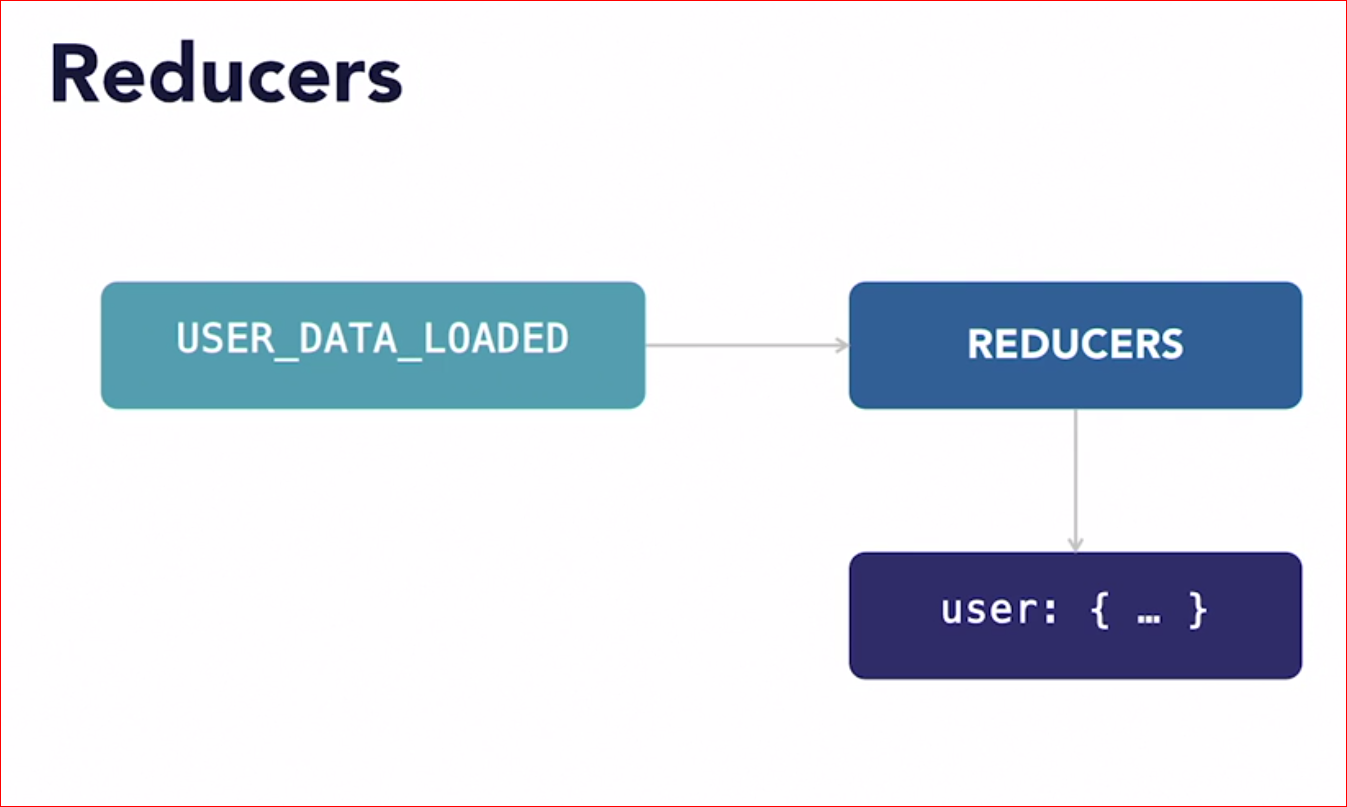 Reducers
USER_DATA_LOADED
REDUCERS
user: { … }